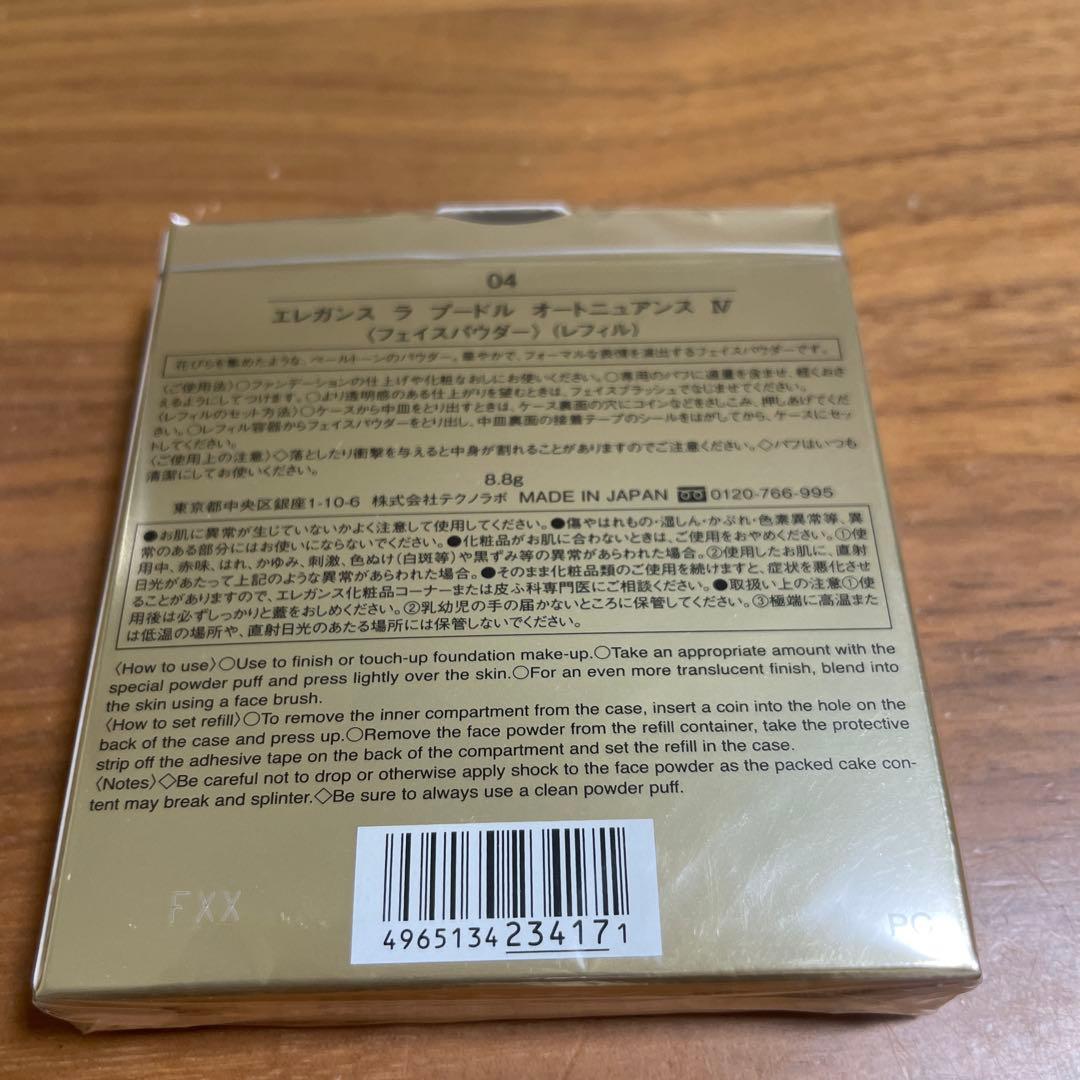 04
エレガンス ラ プードル オートニュアンス Ⅳ
〈フェイスパウダー〉(レフィル)
花びらを集めたような、ペールトーンのパウダー。華やかで、フォーマルな表情を演出するフェイスパウダーです。
〈ご使用法〉○ファンデーションの仕上げや化粧なおしにお使いください。○専用のパフに適量を含ませ、軽くおさ
えるようにしてつけます。○より透明感のある仕上がりを望むときは、フェイスブラッシュでなじませてください。
〈レフィルのセット方法〉○ケースから中皿をとり出すときは、ケース裏面の穴にコインなどをさしこみ、押しあげてくだ
さい。○レフィル容器からフェイスパウダーをとり出し、中皿裏面の接着テープのシールをはがしてから、ケースにセッ
トしてください。
〈ご使用上の注意〉◇落としたり衝撃を与えると中身が割れることがありますのでご注意ください。◇パフはいつも
清潔にしてお使いください。
8.8g
東京都中央区銀座1-10-6 株式会社テクノラボ MADE IN JAPAN 0120-766-995
●お肌に異常が生じていないかよく注意して使用してください。●傷やはれもの・湿しん・かぶれ・色素異常等、異
常のある部分にはお使いにならないでください。●化粧品がお肌に合わないときは、ご使用をおやめください。①使
用中、赤味、はれ、かゆみ、刺激、色ぬけ(白斑等)や黒ずみ等の異常があらわれた場合。②使用したお肌に、直射
日光があたって上記のような異常があらわれた場合。●そのまま化粧品類のご使用を続けますと、症状を悪化させ
ることがありますので、エレガンス化粧品コーナーまたは皮ふ科専門医にご相談ください。●取扱い上の注意①使
用後は必ずしっかりと蓋をおしめください。②乳幼児の手の届かないところに保管してください。③極端に高温また
は低温の場所や、直射日光のあたる場所には保管しないでください。
〈How to use〉○Use to finish or touch-up foundation make-up.○Take an appropriate amount with the
special powder puff and press lightly over the skin.○For an even more translucent finish, blend into
the skin using a face brush.
〈How to set refill〉○To remove the inner compartment from the case, insert a coin into the hole on the
back of the case and press up.○Remove the face powder from the refill container, take the protective
strip off the adhesive tape on the back of the compartment and set the refill in the case.
〈Notes〉◇Be careful not to drop or otherwise apply shock to the face powder as the packed cake con-
tent may break and splinter.◇Be sure to always use a clean powder puff.
FXX
PC
4965134234171